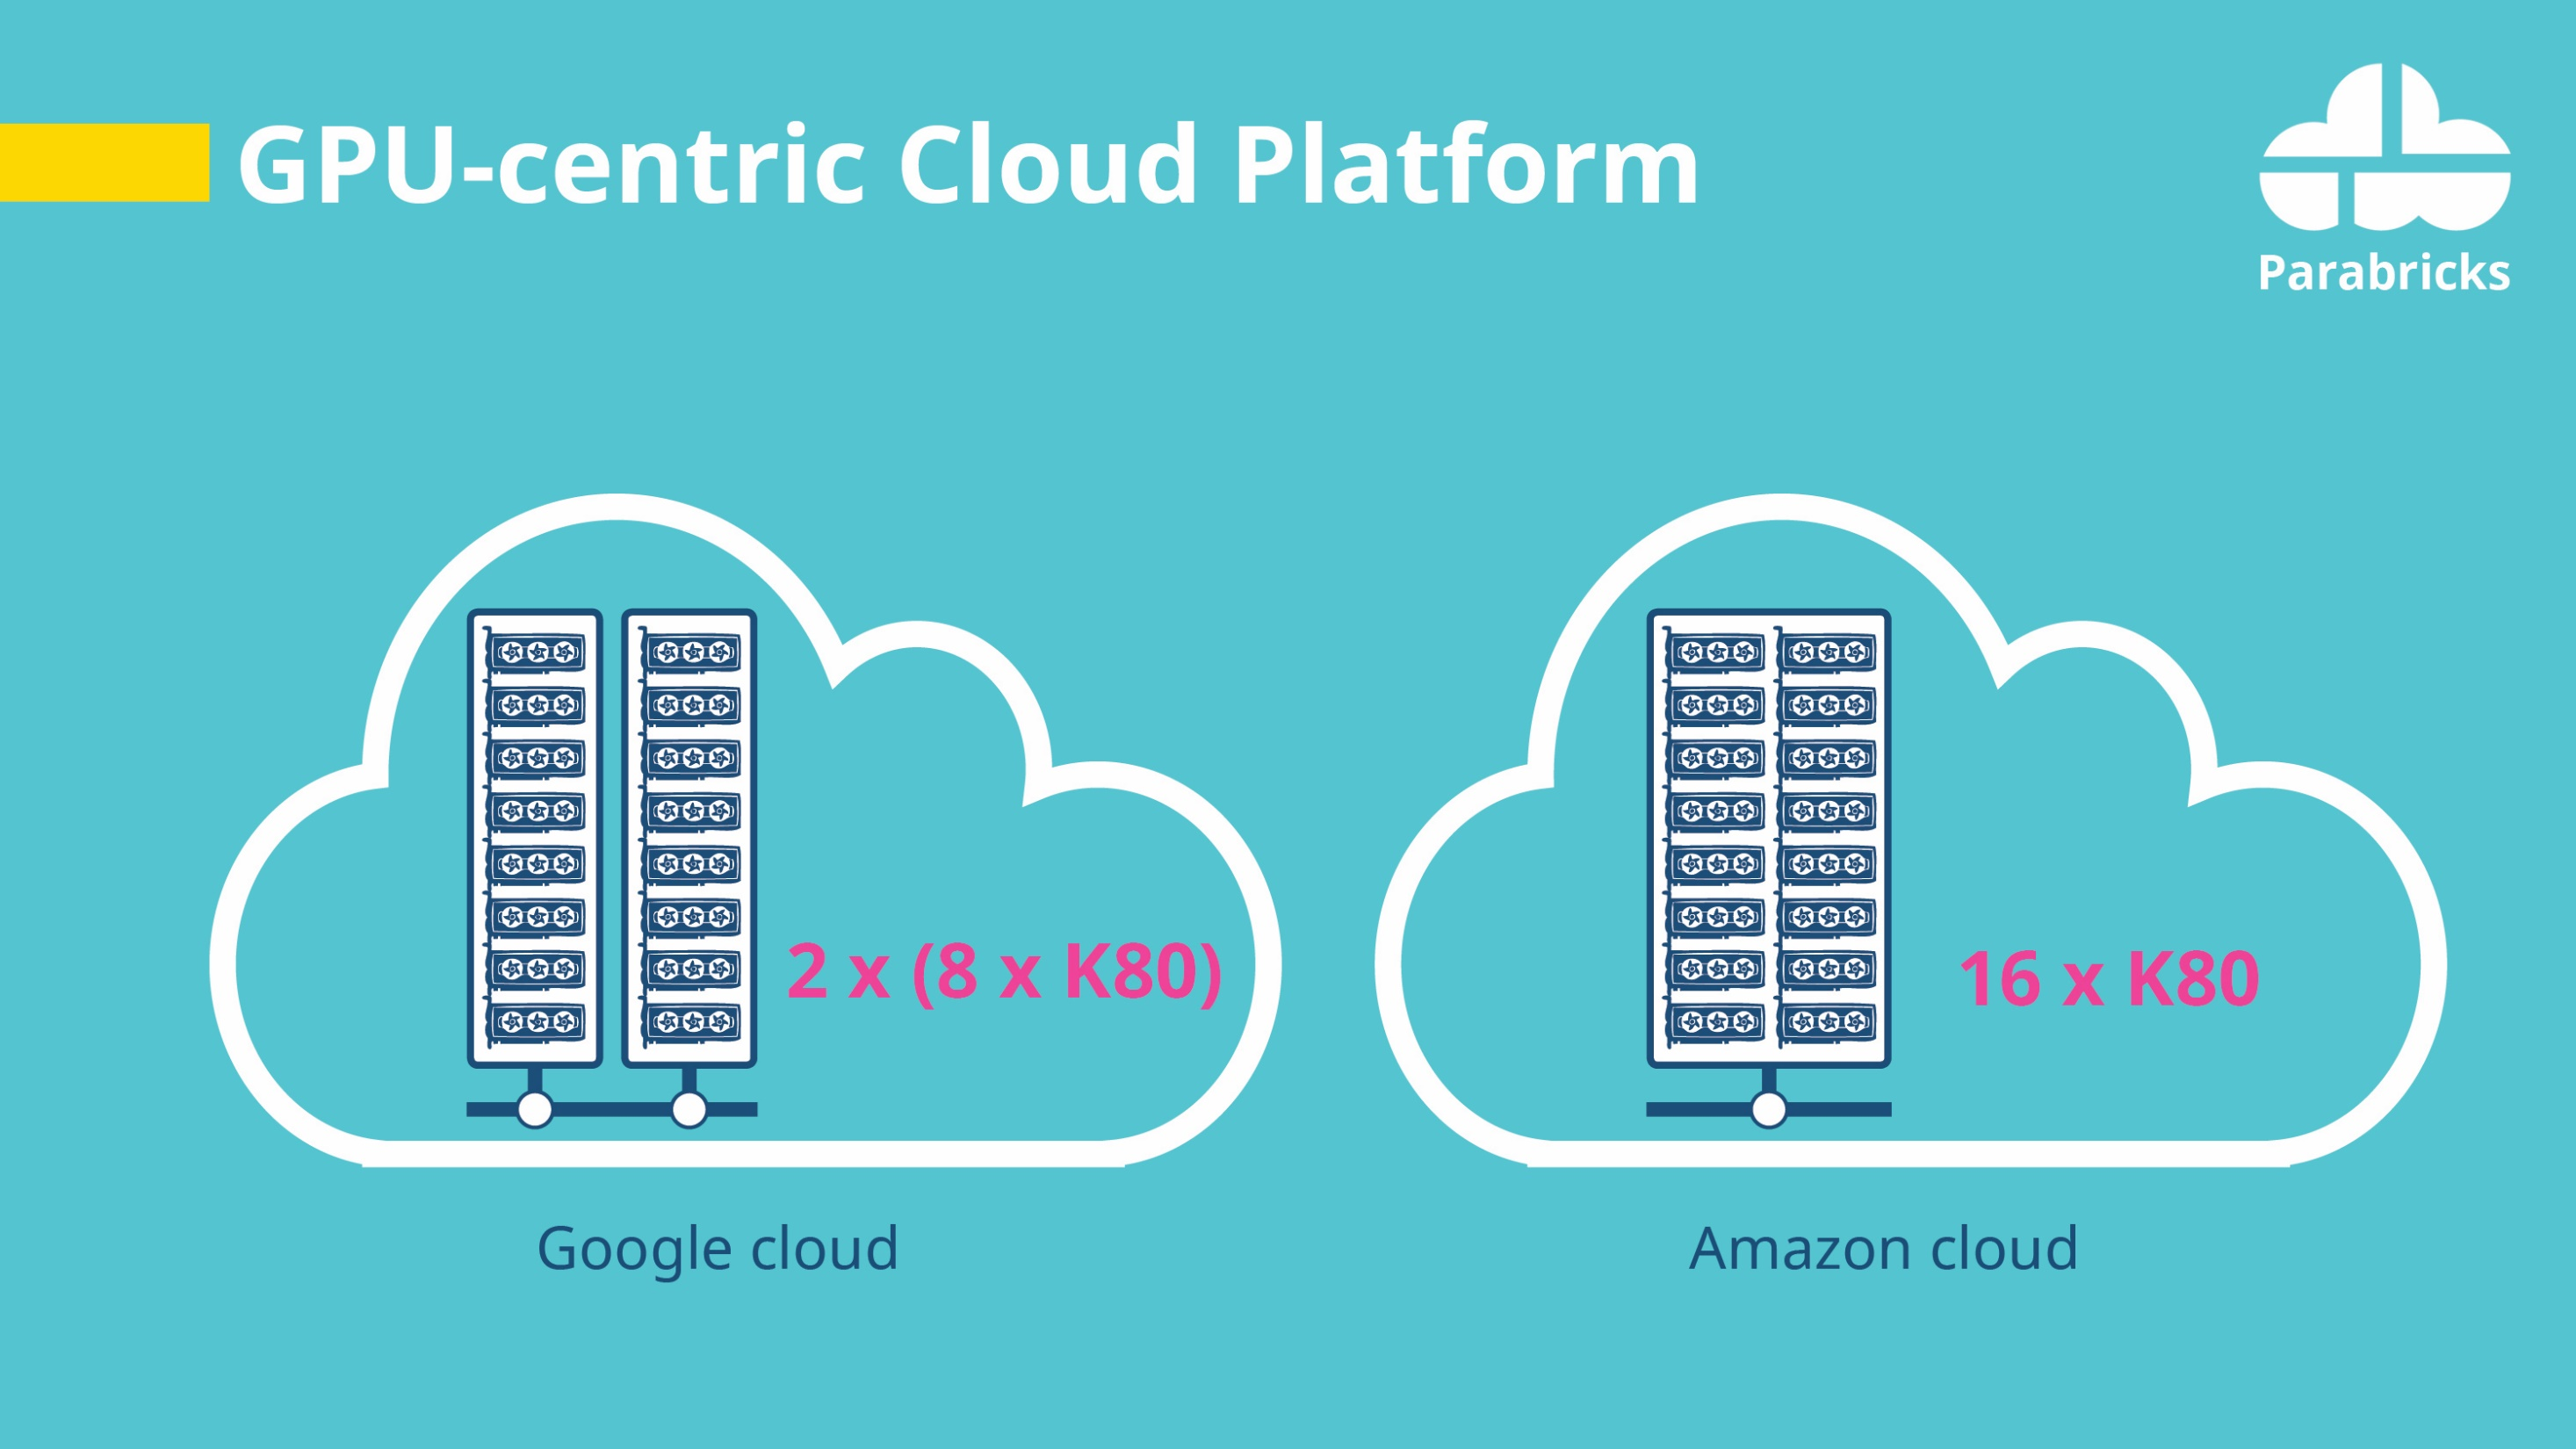 GPU-centric Cloud Platform
Parabricks
2 x (8 x K80)
16 x K80
Google cloud
Amazon cloud